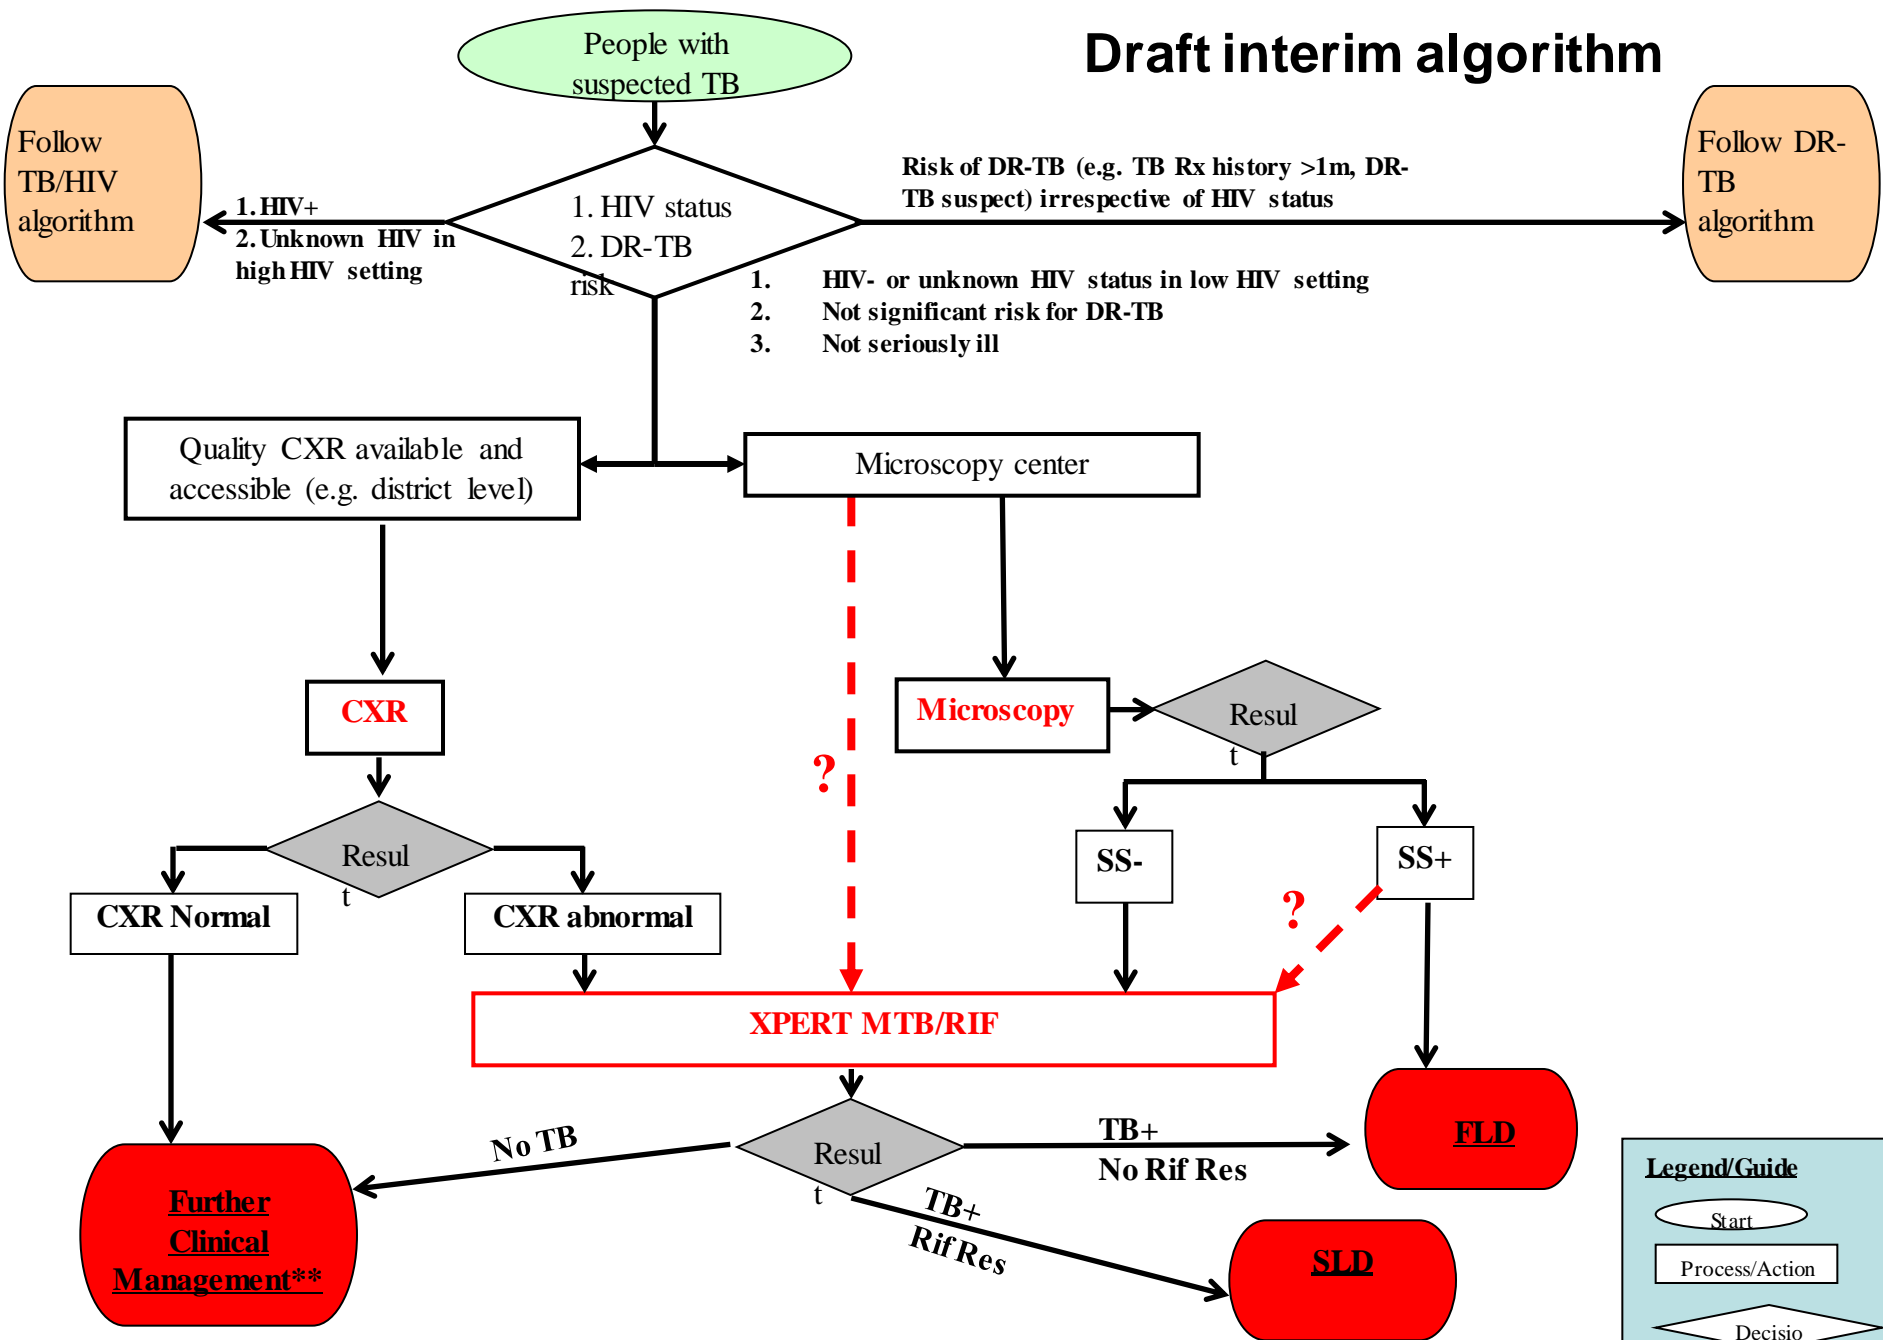 Draft interim algorithm
People with
suspected TB
Follow
TB/HIV
algorithm
1. HIV+
2. Unknown HIV in
high HIV setting
1. HIV status
2. DR-TB
risk
Risk of DR-TB (e.g. TB Rx history >1m, DR-
TB suspect) irrespective of HIV status
Follow DR-
TB
algorithm
1. HIV- or unknown HIV status in low HIV setting
2. Not significant risk for DR-TB
3. Not seriously ill
Quality CXR available and
accessible (e.g. district level)
Microscopy center
CXR
Microscopy
Resul
t
?
Resul
t
SS-
SS+
CXR Normal
CXR abnormal
?
XPERT MTB/RIF
No TB
Resul
t
TB+
No Rif Res
TB+
Rif Res
FLD
Further
Clinical
Management**
SLD
Legend/Guide
Start
Process/Action
Decisio